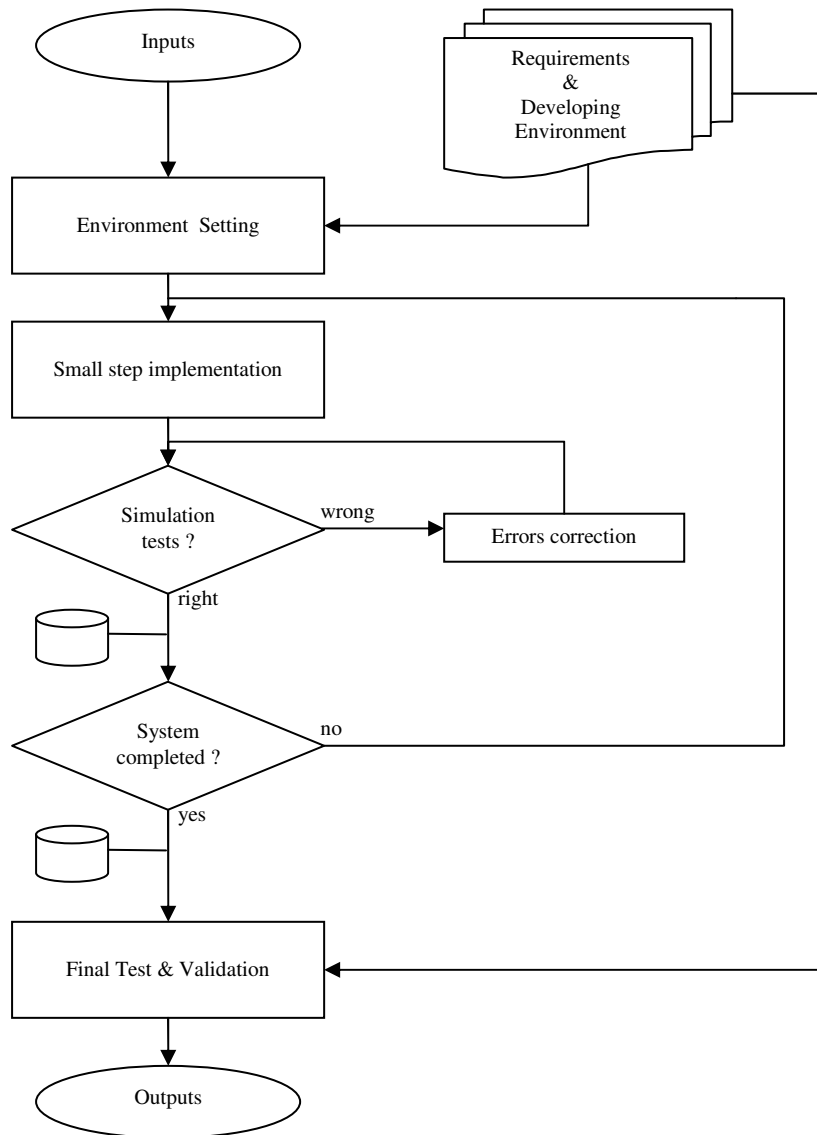 Inputs
Requirements
&
Developing
Environment
Environment Setting
Small step implementation
Simulation
tests ?
wrong
Errors correction
right
System
completed ?
no
yes
Final Test & Validation
Outputs